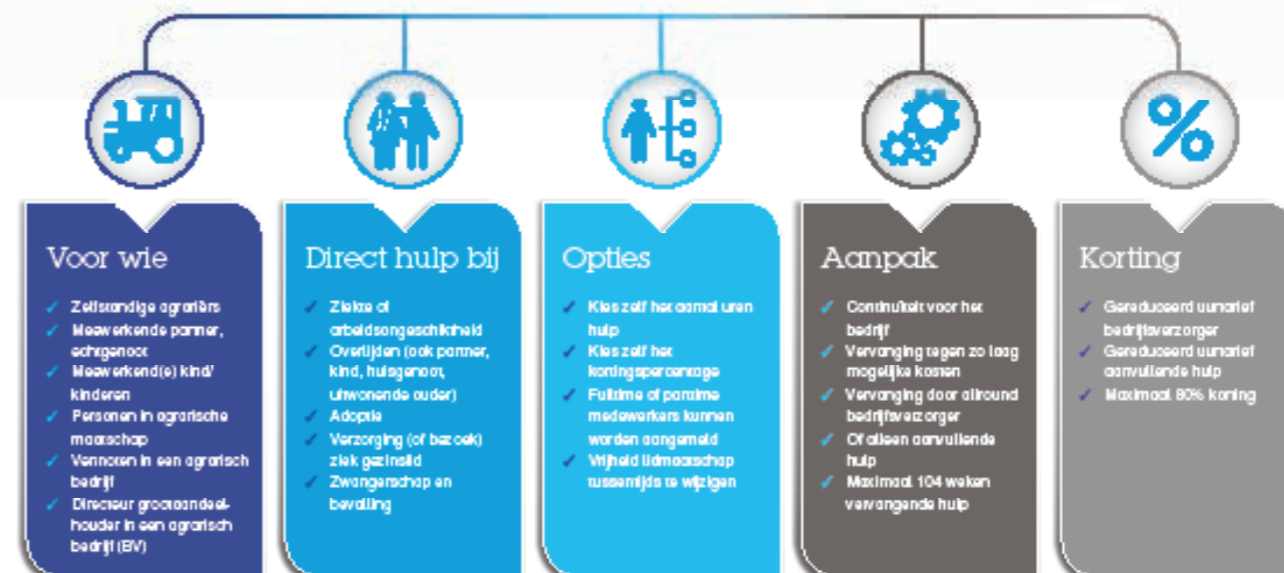 Voor wie
✓ Zelfstandige agrariërs
✓ Meewerkende partner,
echtgenoot
✓ Meewerkend(e) kind/
kinderen
✓ Personen in agrarische
maatschap
✓ Vennoten in een agrarisch
bedrijf
✓ Directeur grootaandeel-
houder in een agrarisch
bedrijf (BV)
Direct hulp bij
✓ Ziekte of
arbeidsongeschiktheid
✓ Overlijden (ook partner,
kind, huisgenoot,
uitwonende ouder)
✓ Adoptie
✓ Verzorging (of bezoek)
ziek gezinslid
✓ Zwangerschap en
bevalling
Opties
✓ Kies zelf het aantal uren
hulp
✓ Kies zelf het
kortingspercentage
✓ Fulltime of parttime
medewerkers kunnen
worden aangemeld
✓ Vrijheid lidmaatschap
tussentijds te wijzigen
Aanpak
✓ Continuïteit voor het
bedrijf
✓ Vervanging tegen zo laag
mogelijke kosten
✓ Vervanging door allround
bedrijfsverzorger
✓ Of alleen aanvullende
hulp
✓ Maximaal 104 weken
vervangende hulp
%
Korting
✓ Gereduceerd uurtarief
bedrijfsverzorger
✓ Gereduceerd uurtarief
aanvullende hulp
✓ Maximaal 80% korting